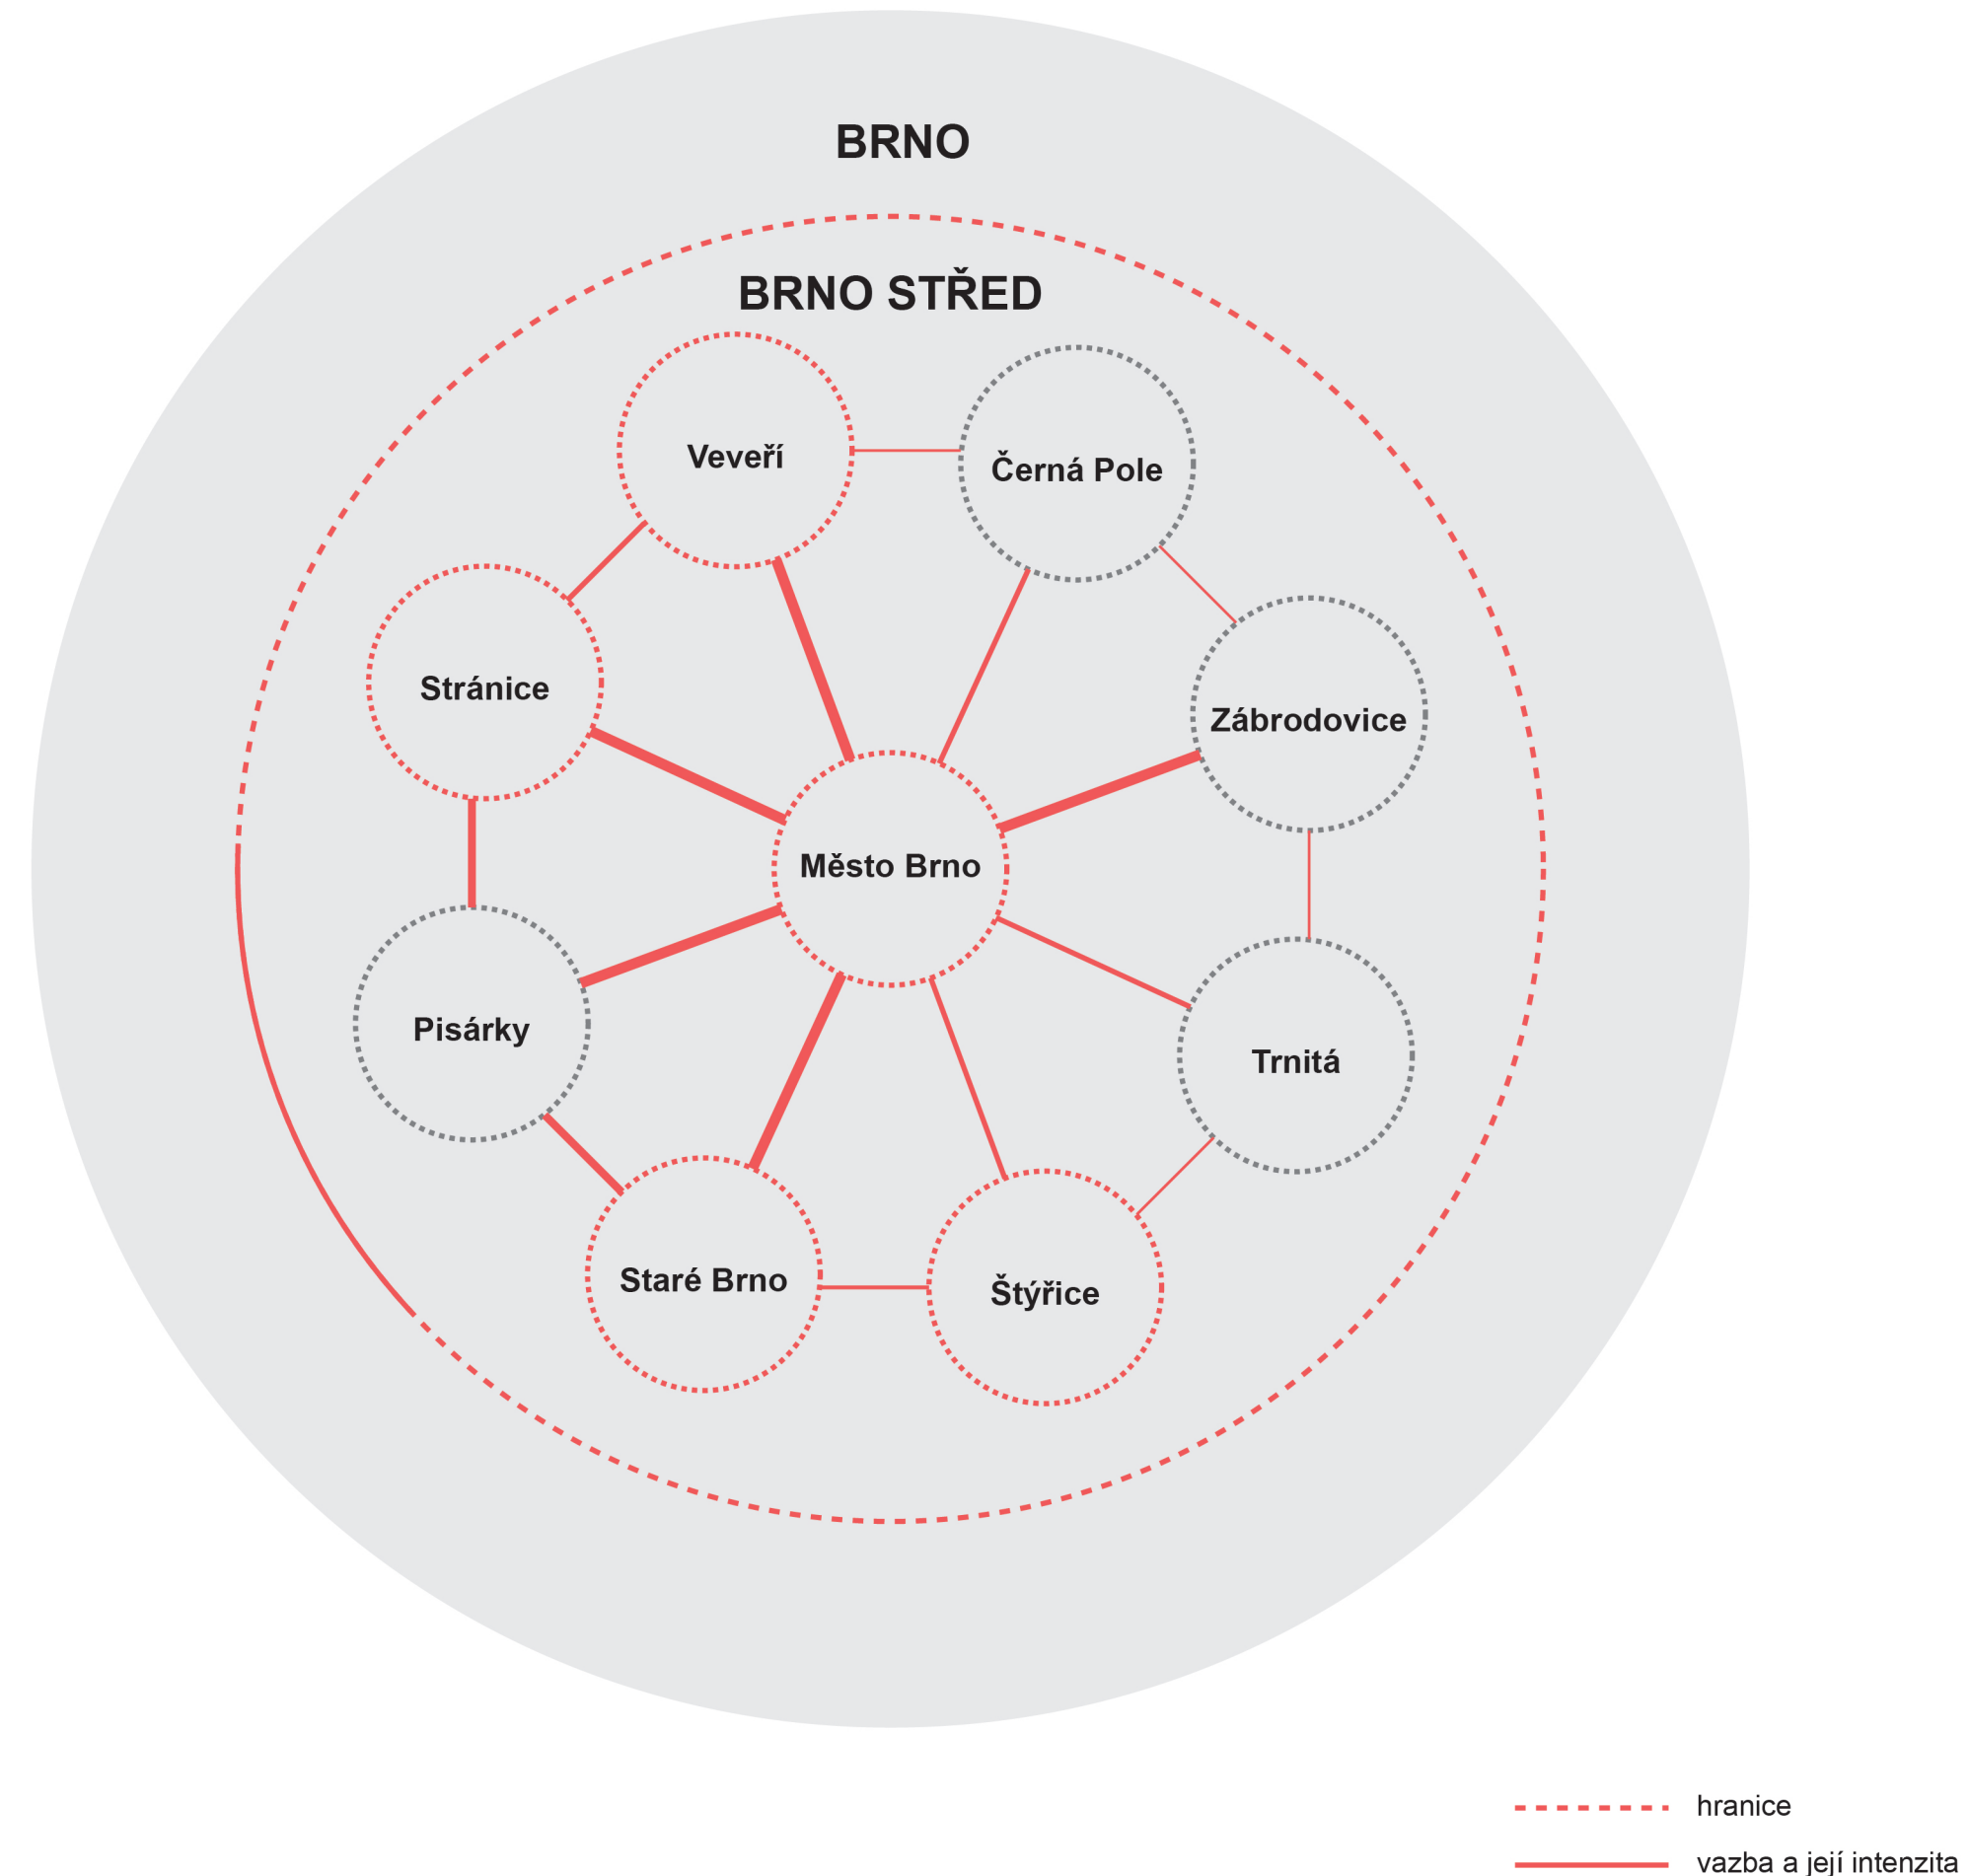 BRNO
BRNO STŘED
Veveří
Černá Pole
Stránice
Zábrodovice
Město Brno
Pisárky
Trnitá
Staré Brno
Štýřice
hranice
vazba a její intenzita